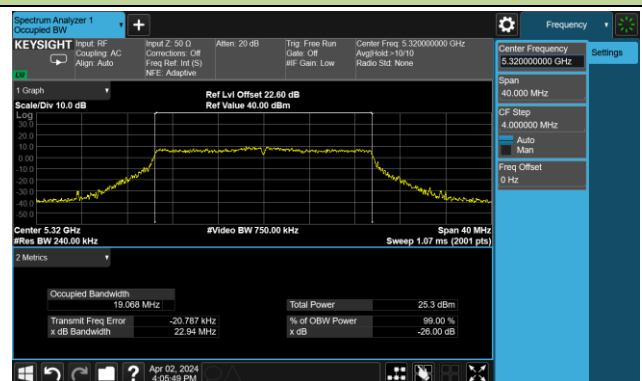 Spectrum Analyzer 1
Occupied BW
+
Frequency
KEYSIGHT
Input: RF
Coupling: AC
Align: Auto
Input Z: 50 Ω
Corrections: Off
Freq Ref: Int (S)
NFE: Adaptive
Atten: 20 dB
Trig: Free Run
Gate: Off
#IF Gain: Low
Center Freq: 5.320000000 GHz
Avg|Hold:>10/10
Radio Std: None
Center Frequency
5.320000000 GHz
Settings
Span
40.000 MHz
CF Step
4.000000 MHz
Auto
Man
Freq Offset
0 Hz
1 Graph
Ref Lvl Offset 22.60 dB
Scale/Div 10.0 dB
Ref Value 40.00 dBm
Log
30.0
20.0
10.0
0.00
-10.0
-20.0
-30.0
-40.0
-50.0
Center 5.32 GHz
#Video BW 750.00 kHz
Span 40 MHz
#Res BW 240.00 kHz
Sweep 1.07 ms (2001 pts)
2 Metrics
Occupied Bandwidth
19.068 MHz
Total Power
25.3 dBm
Transmit Freq Error
-20.787 kHz
% of OBW Power
99.00 %
x dB Bandwidth
22.94 MHz
x dB
-26.00 dB
?
Apr 02, 2024
4:05:49 PM